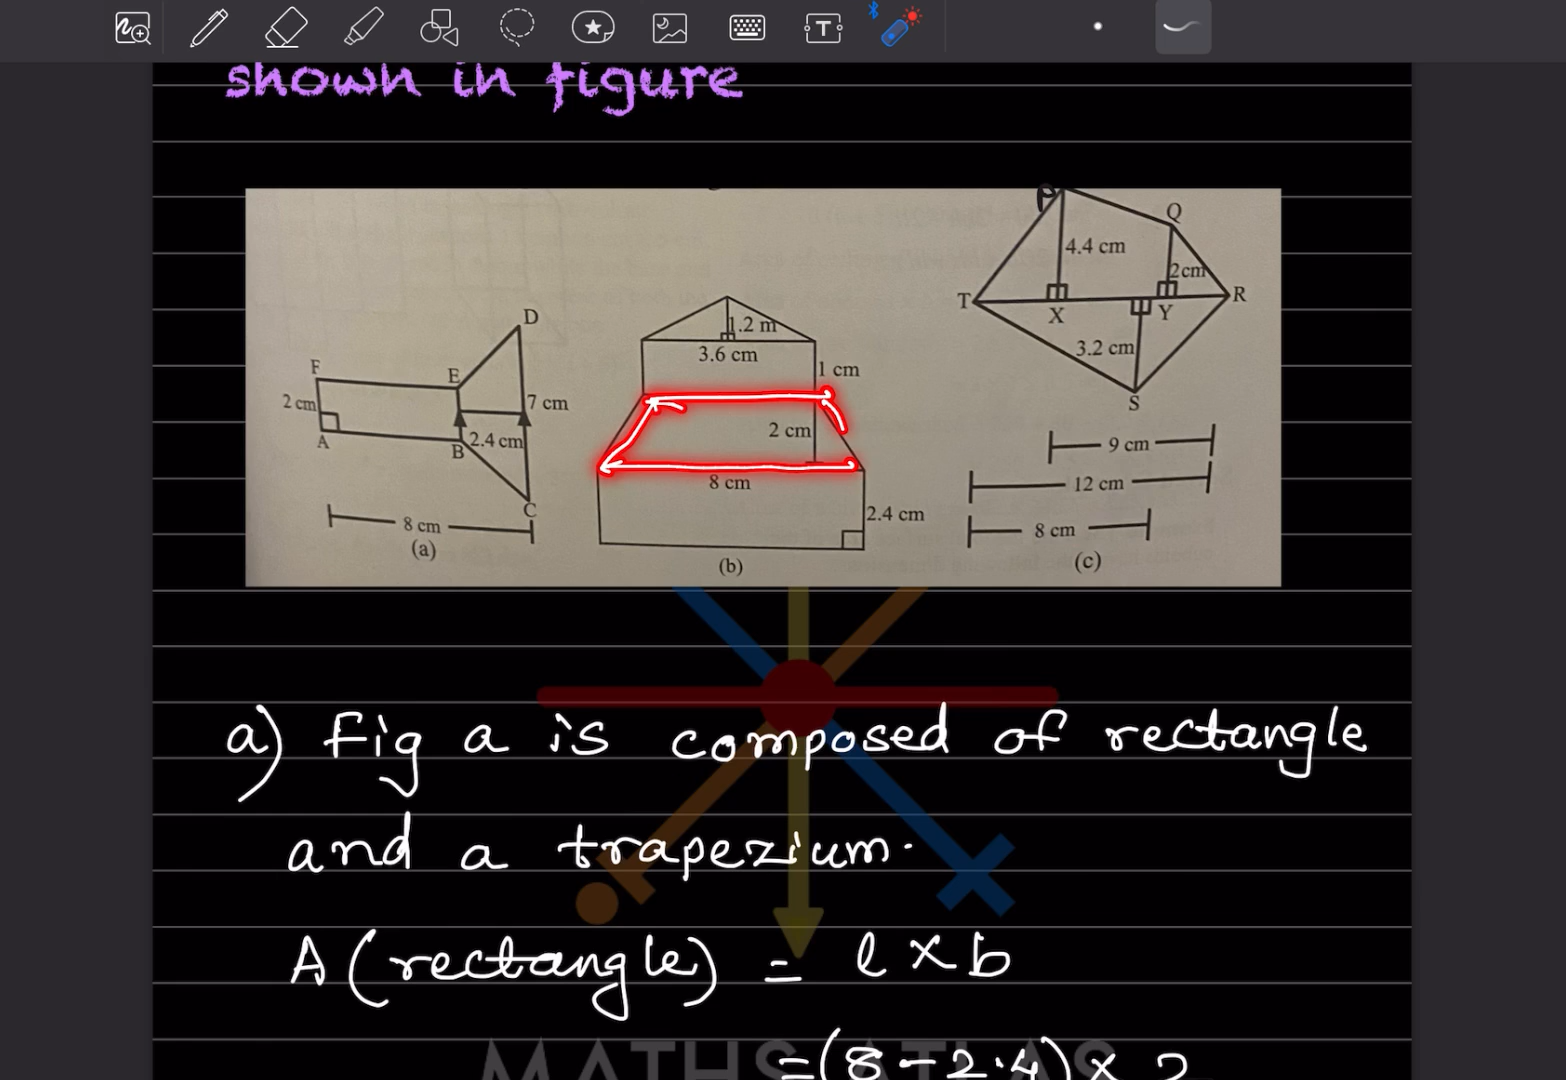 shown in figure
P
Q
4.4 cm
2cm
T
X
Y
R
3.2 cm
S
9 cm
12 cm
8 cm
(c)
1.2 m
3.6 cm
1 cm
2 cm
8 cm
2.4 cm
(b)
D
F
E
2 cm
7 cm
A
B
2.4 cm
C
8 cm
(a)
a) Fig a is composed of rectangle
and a trapezium.
A (rectangle) = l x b
= (8 - 2.4) x 2
MATHS ATLAS